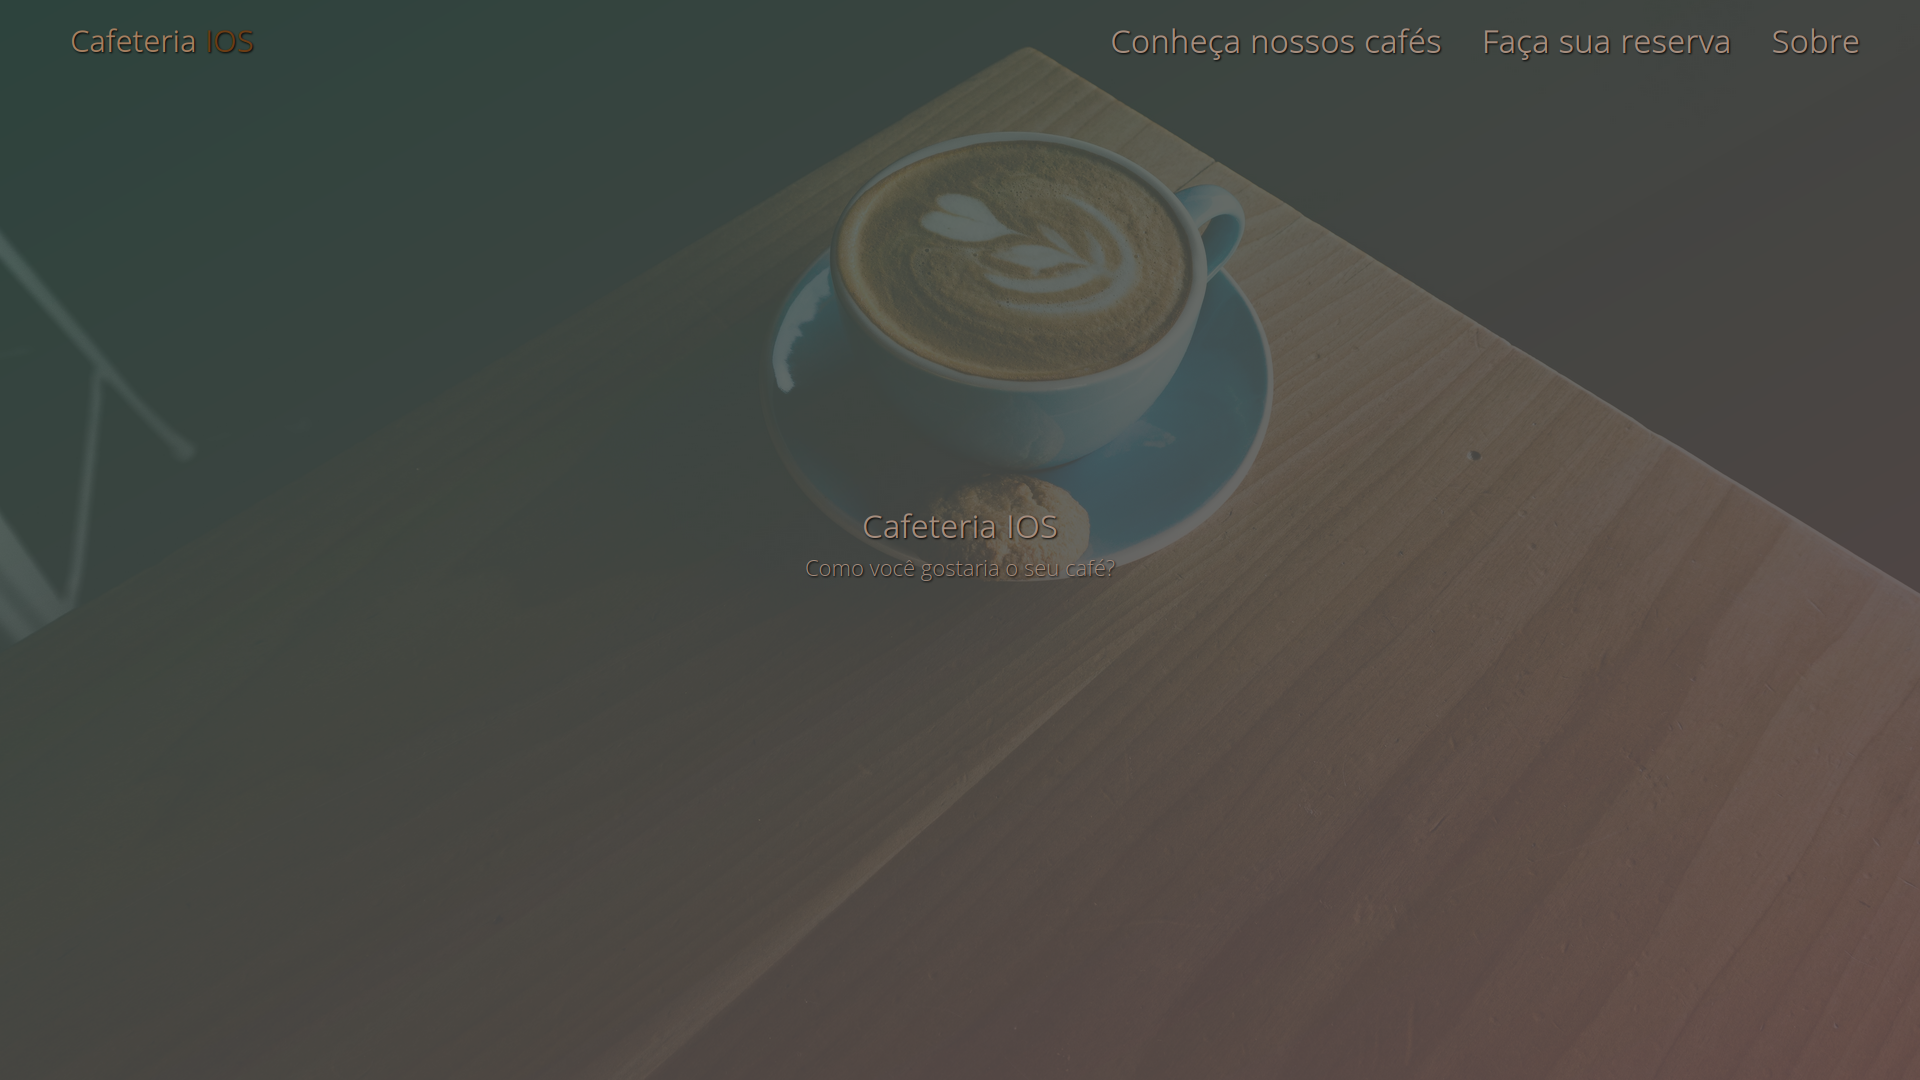 Cafeteria IOS
Conheça nossos cafés
Faça sua reserva
Sobre
Cafeteria IOS
Como você gostaria o seu café?